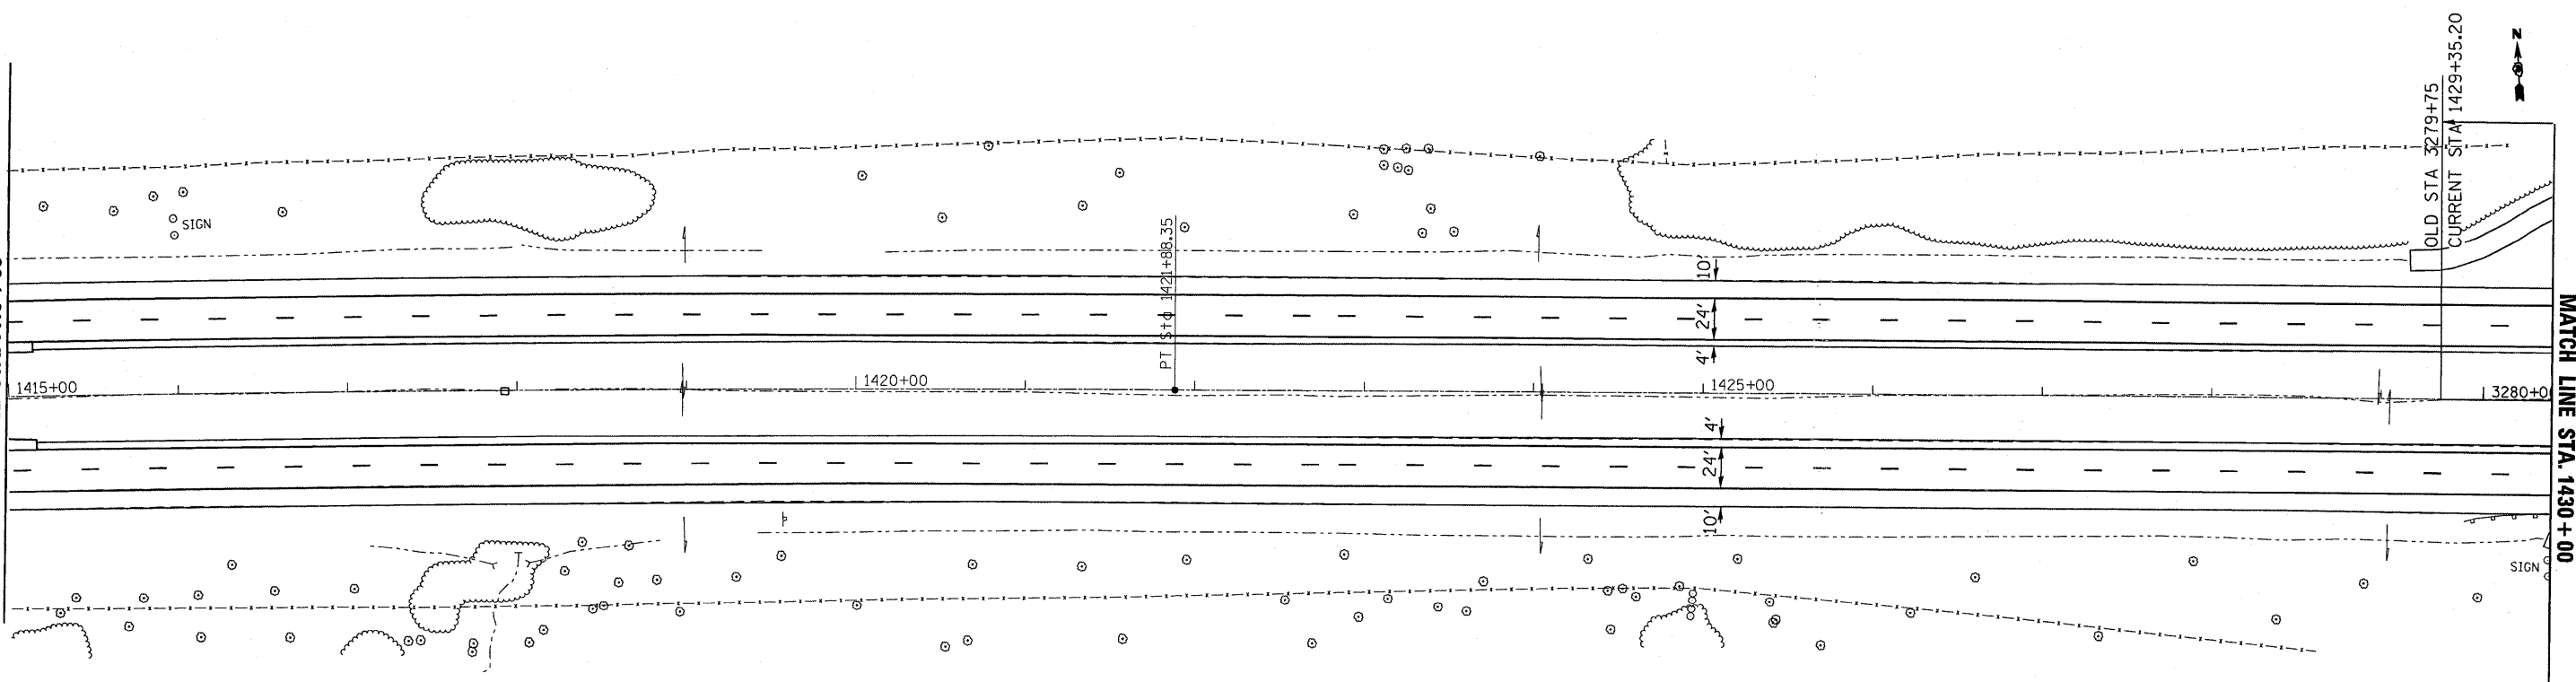 N
OLD STA 3279+75
CURRENT STA 1429+35.20
SIGN
PT Sta 1421+88.35
10'
24'
4'
1415+00
1420+00
1425+00
3280+0
4'
24'
10'
SIGN
MATCH LINE STA. 1430+00